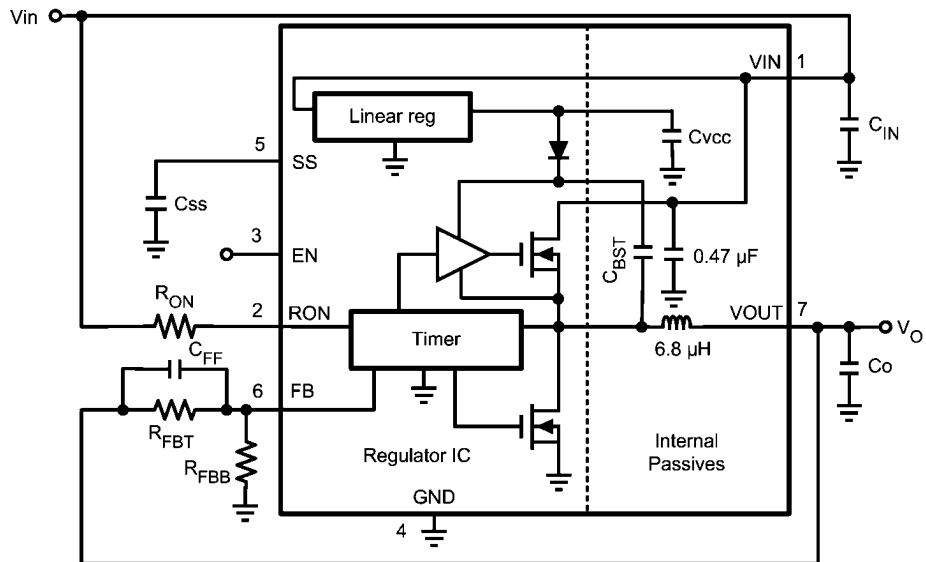 Vin
VIN 1
Linear reg
Cvcc
C_IN
5
SS
Css
3
EN
C_BST
0.47 µF
R_ON
2
RON
VOUT 7
Timer
6.8 µH
V_O
C_FF
6
FB
Co
R_FBT
R_FBB
Regulator IC
Internal
Passives
GND
4